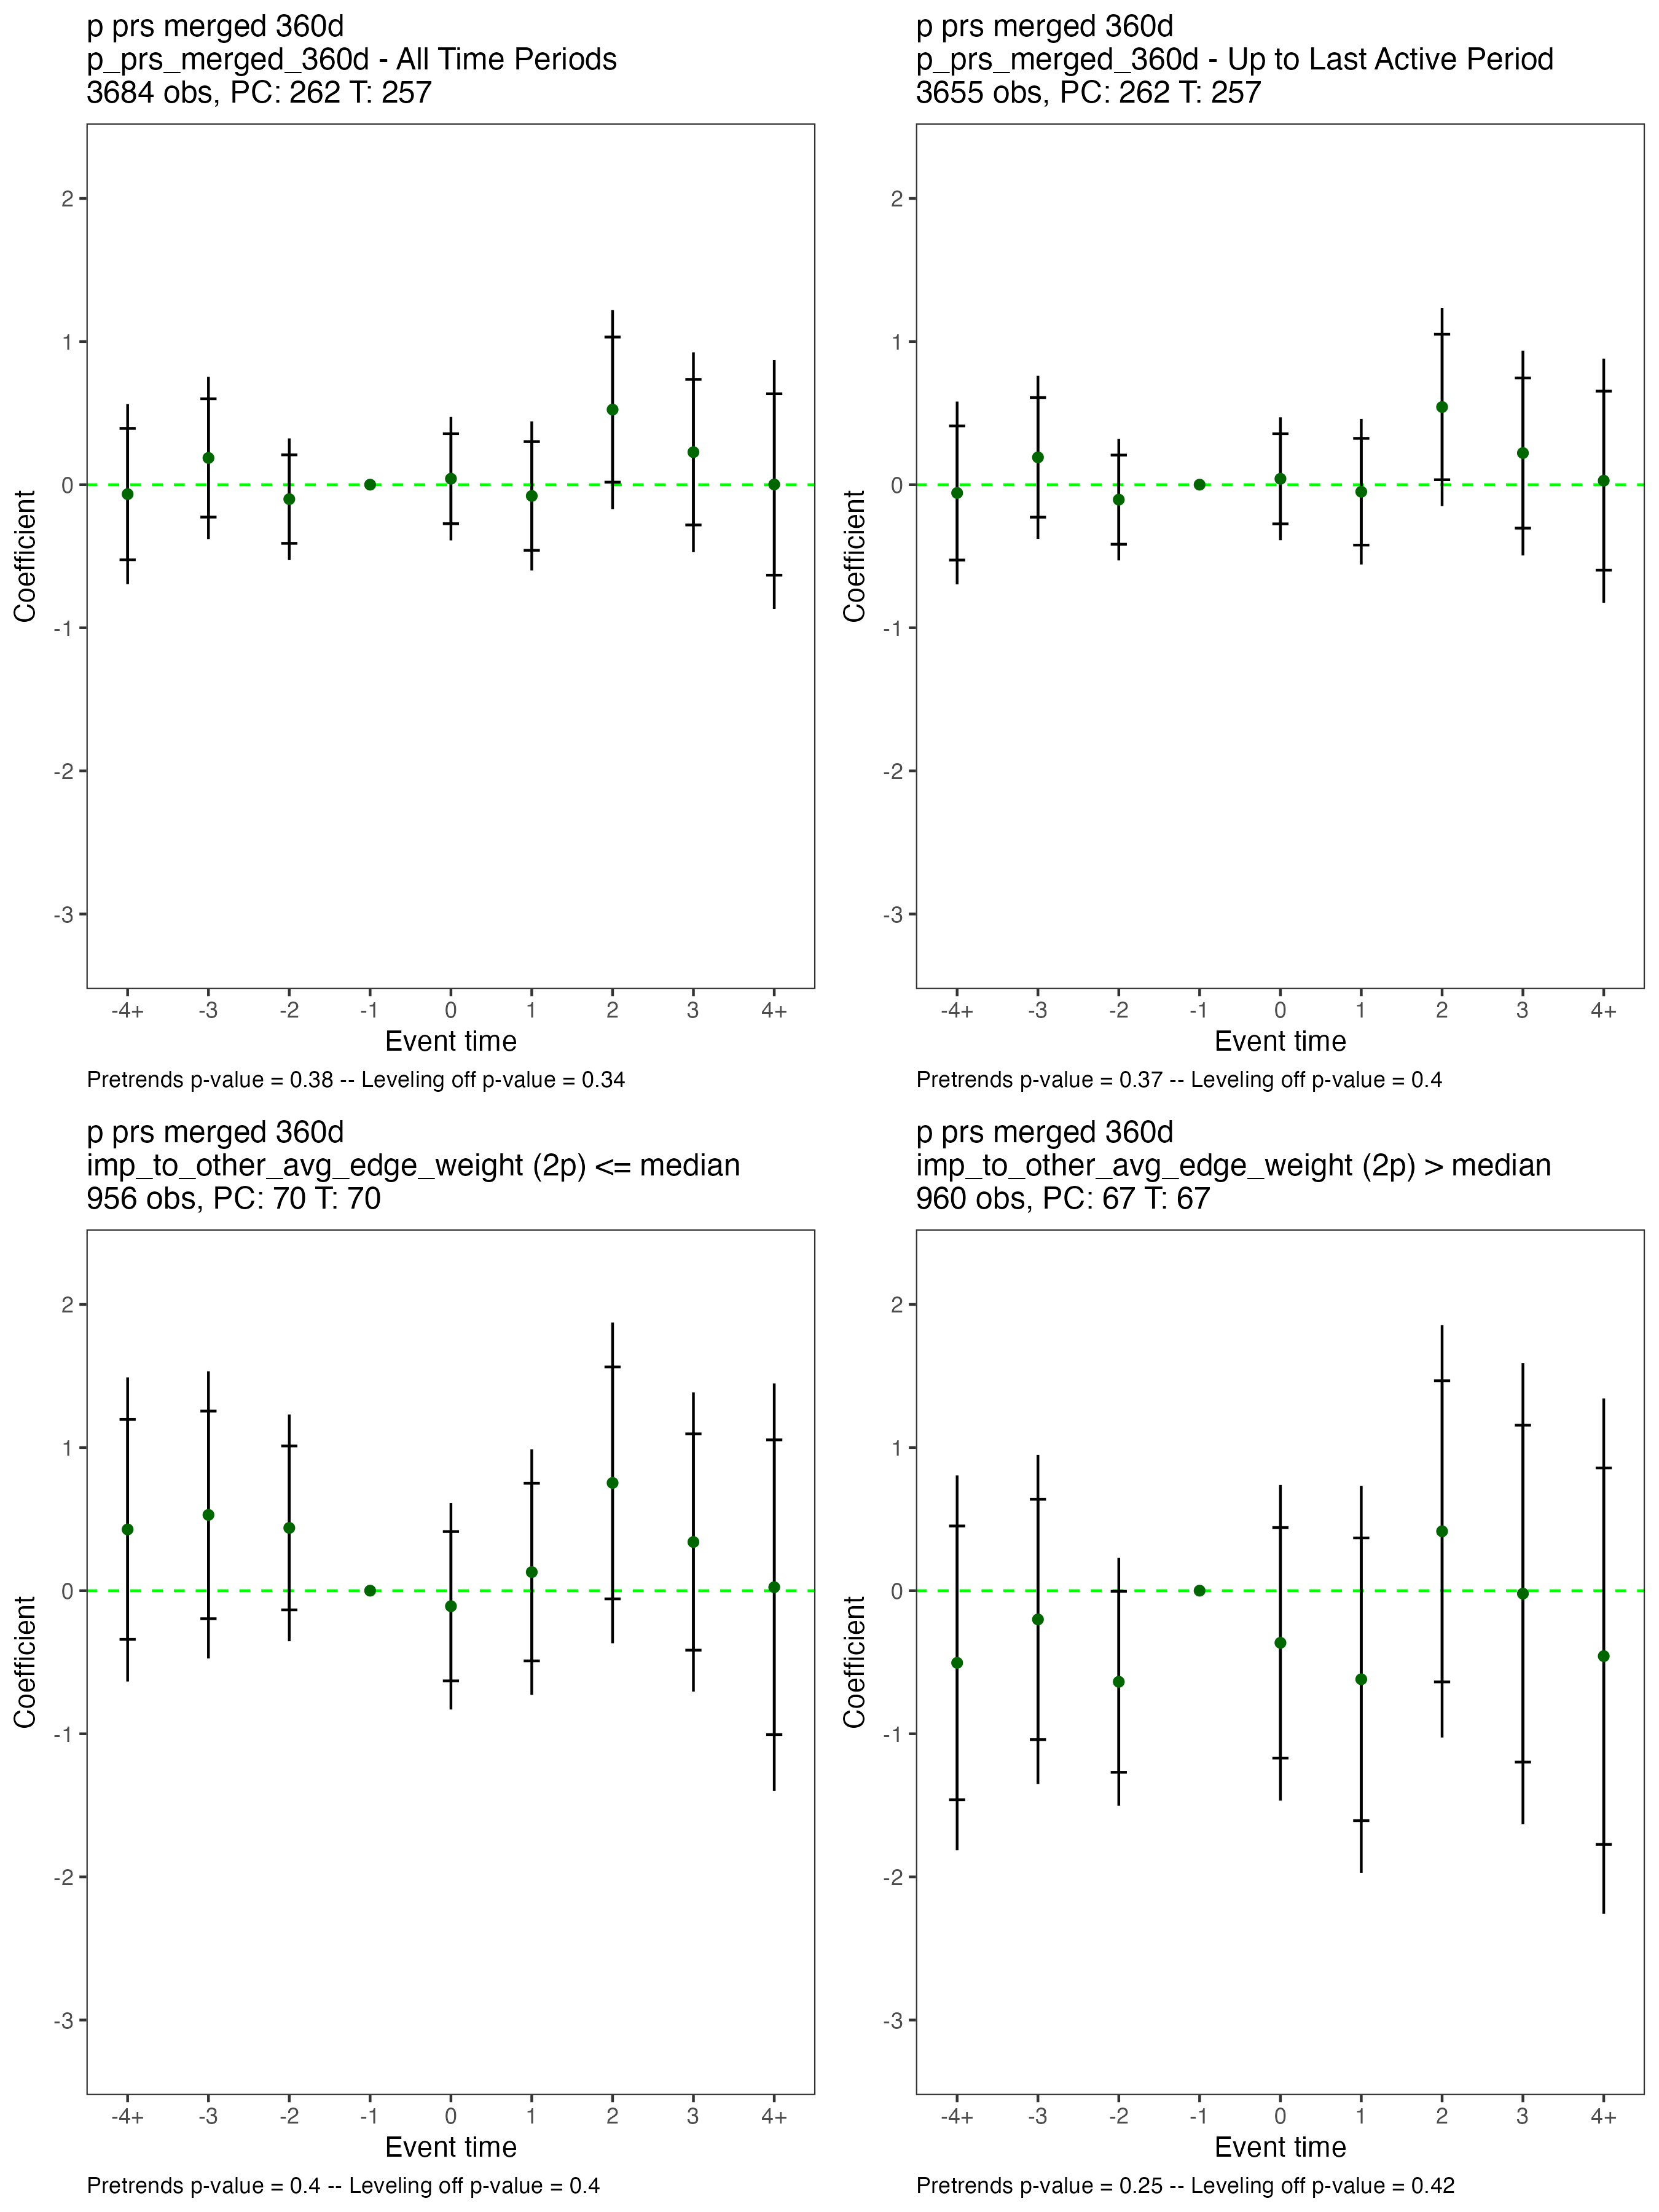 p prs merged 360d
p_prs_merged_360d - All Time Periods
3684 obs, PC: 262 T: 257
2
1
0
-1
-2
-3
Coefficient
-4+ -3 -2 -1 0 1 2 3 4+
Event time
Pretrends p-value = 0.38 -- Leveling off p-value = 0.34
p prs merged 360d
p_prs_merged_360d - Up to Last Active Period
3655 obs, PC: 262 T: 257
2
1
0
-1
-2
-3
Coefficient
-4+ -3 -2 -1 0 1 2 3 4+
Event time
Pretrends p-value = 0.37 -- Leveling off p-value = 0.4
p prs merged 360d
imp_to_other_avg_edge_weight (2p) <= median
956 obs, PC: 70 T: 70
2
1
0
-1
-2
-3
Coefficient
-4+ -3 -2 -1 0 1 2 3 4+
Event time
Pretrends p-value = 0.4 -- Leveling off p-value = 0.4
p prs merged 360d
imp_to_other_avg_edge_weight (2p) > median
960 obs, PC: 67 T: 67
2
1
0
-1
-2
-3
Coefficient
-4+ -3 -2 -1 0 1 2 3 4+
Event time
Pretrends p-value = 0.25 -- Leveling off p-value = 0.42